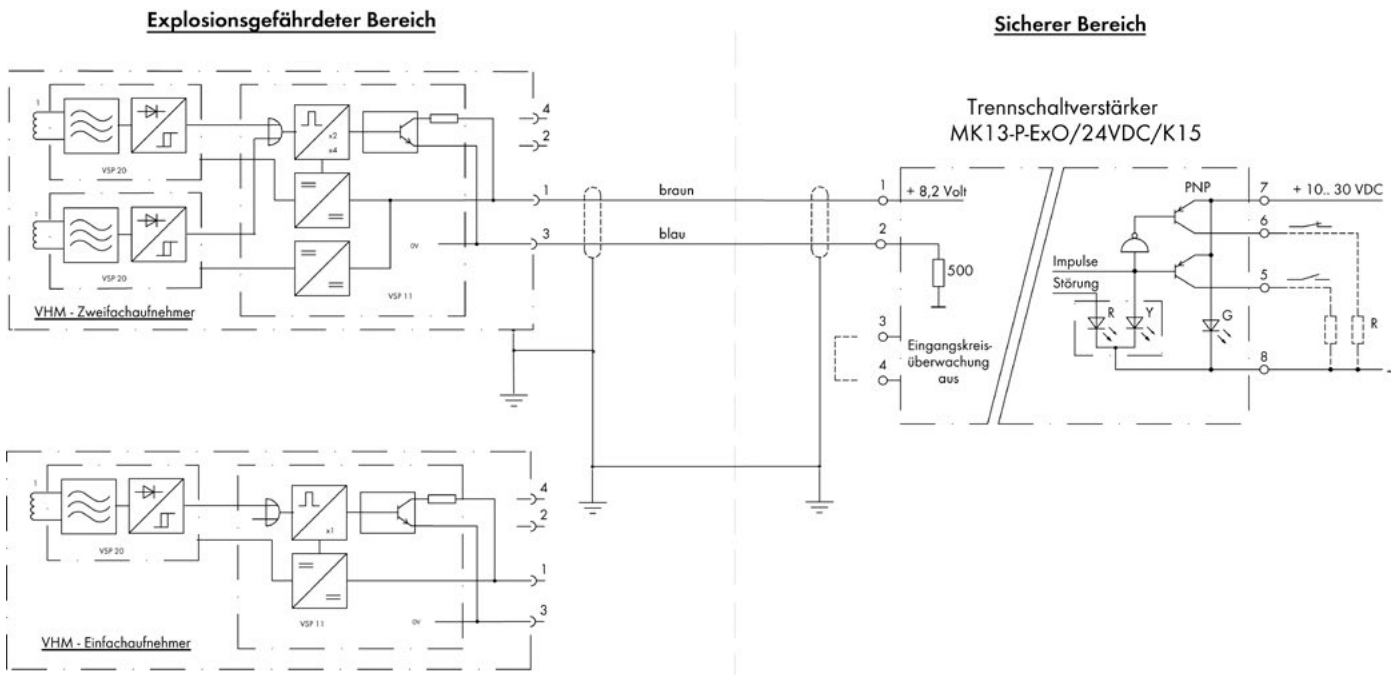 Explosionsgefährdeter Bereich
Sicherer Bereich
1
VSP 20
1
VSP 20
VHM - Zweifachaufnehmer
x2
x4
0V
VSP 11
4
2
1
3
braun
blau
Trennschaltverstärker
MK13-P-ExO/24VDC/K15
1
+ 8,2 Volt
2
500
3
4
Eingangskreis-
überwachung
aus
Impulse
Störung
R
Y
G
PNP
7
+ 10.. 30 VDC
6
5
R
8
-
1
VSP 20
VHM - Einfachaufnehmer
x1
VSP 11
0V
4
2
1
3